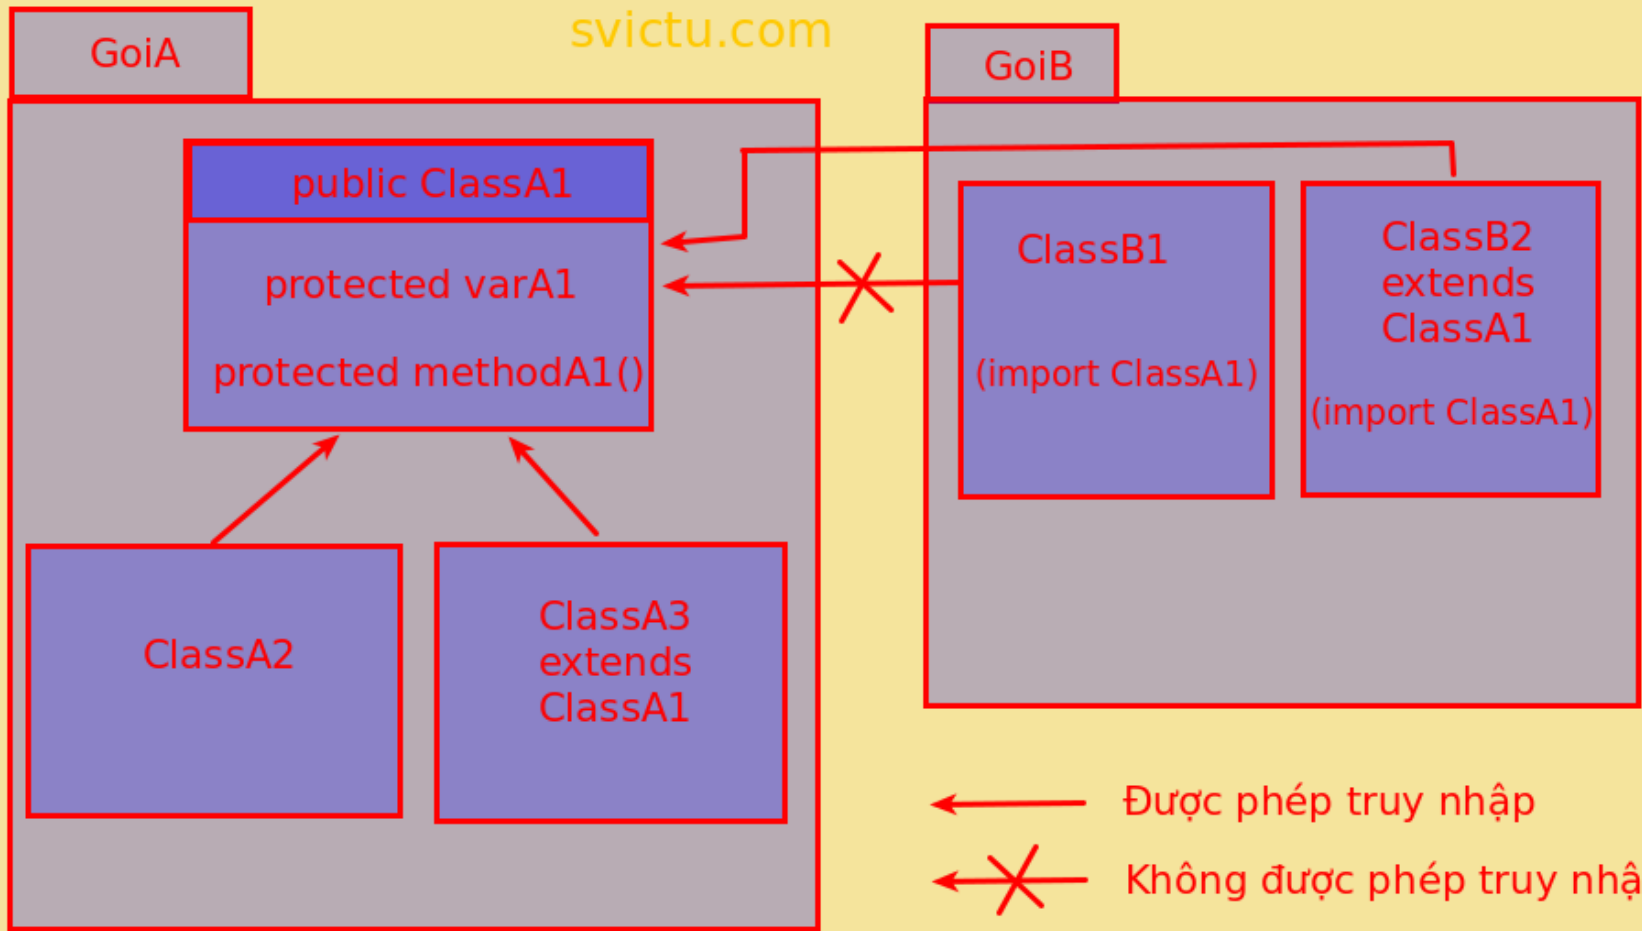 svictu.com
GoiA
public ClassA1
protected varA1
protected methodA1()
ClassA2
ClassA3
extends
ClassA1
GoiB
ClassB1
(import ClassA1)
ClassB2
extends
ClassA1
(import ClassA1)
Được phép truy nhập
Không được phép truy